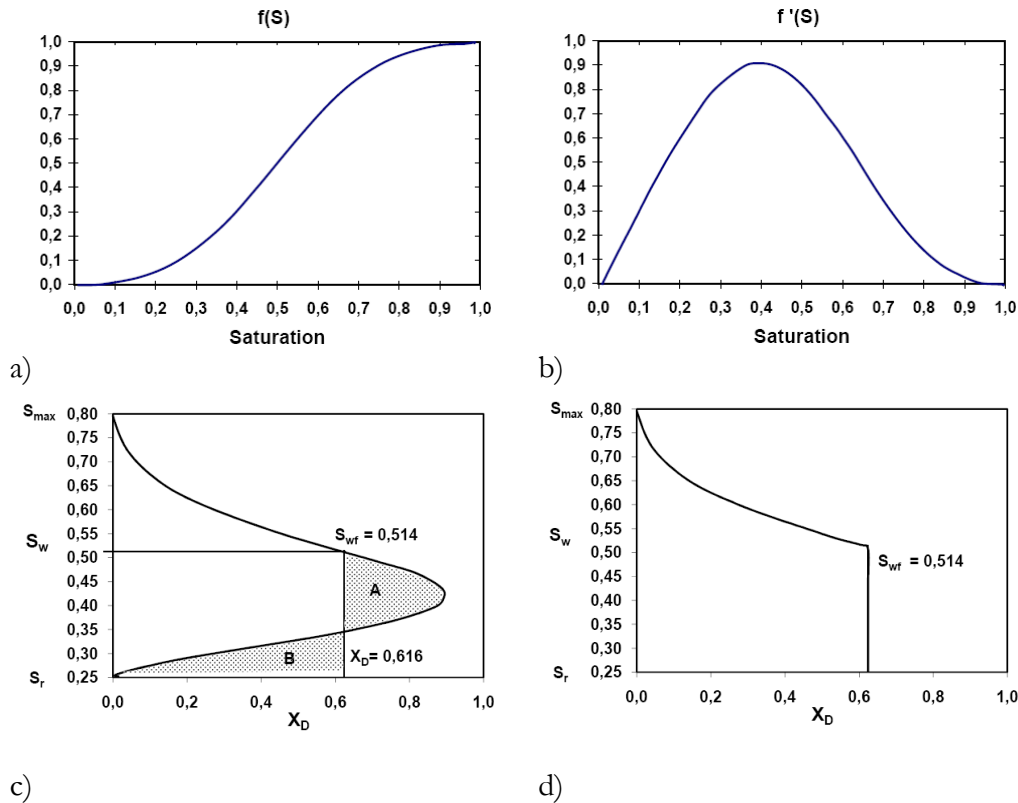 f(S)
1,0
0,9
0,8
0,7
0,6
0,5
0,4
0,3
0,2
0,1
0,0
0,0 0,1 0,2 0,3 0,4 0,5 0,6 0,7 0,8 0,9 1,0
Saturation
a)
f '(S)
1,0
0,9
0,8
0,7
0,6
0,5
0,4
0,3
0,2
0,1
0,0
0,0 0,1 0,2 0,3 0,4 0,5 0,6 0,7 0,8 0,9 1,0
Saturation
b)
Smax 0,80
0,75
0,70
0,65
0,60
0,55
Sw 0,50
0,45
0,40
0,35
0,30
Sr 0,25
Swf = 0,514
A
B
XD= 0,616
0,0 0,2 0,4 0,6 0,8 1,0
XD
c)
Smax 0,80
0,75
0,70
0,65
0,60
0,55
Sw 0,50
0,45
0,40
0,35
0,30
Sr 0,25
Swf = 0,514
0,0 0,2 0,4 0,6 0,8 1,0
XD
d)